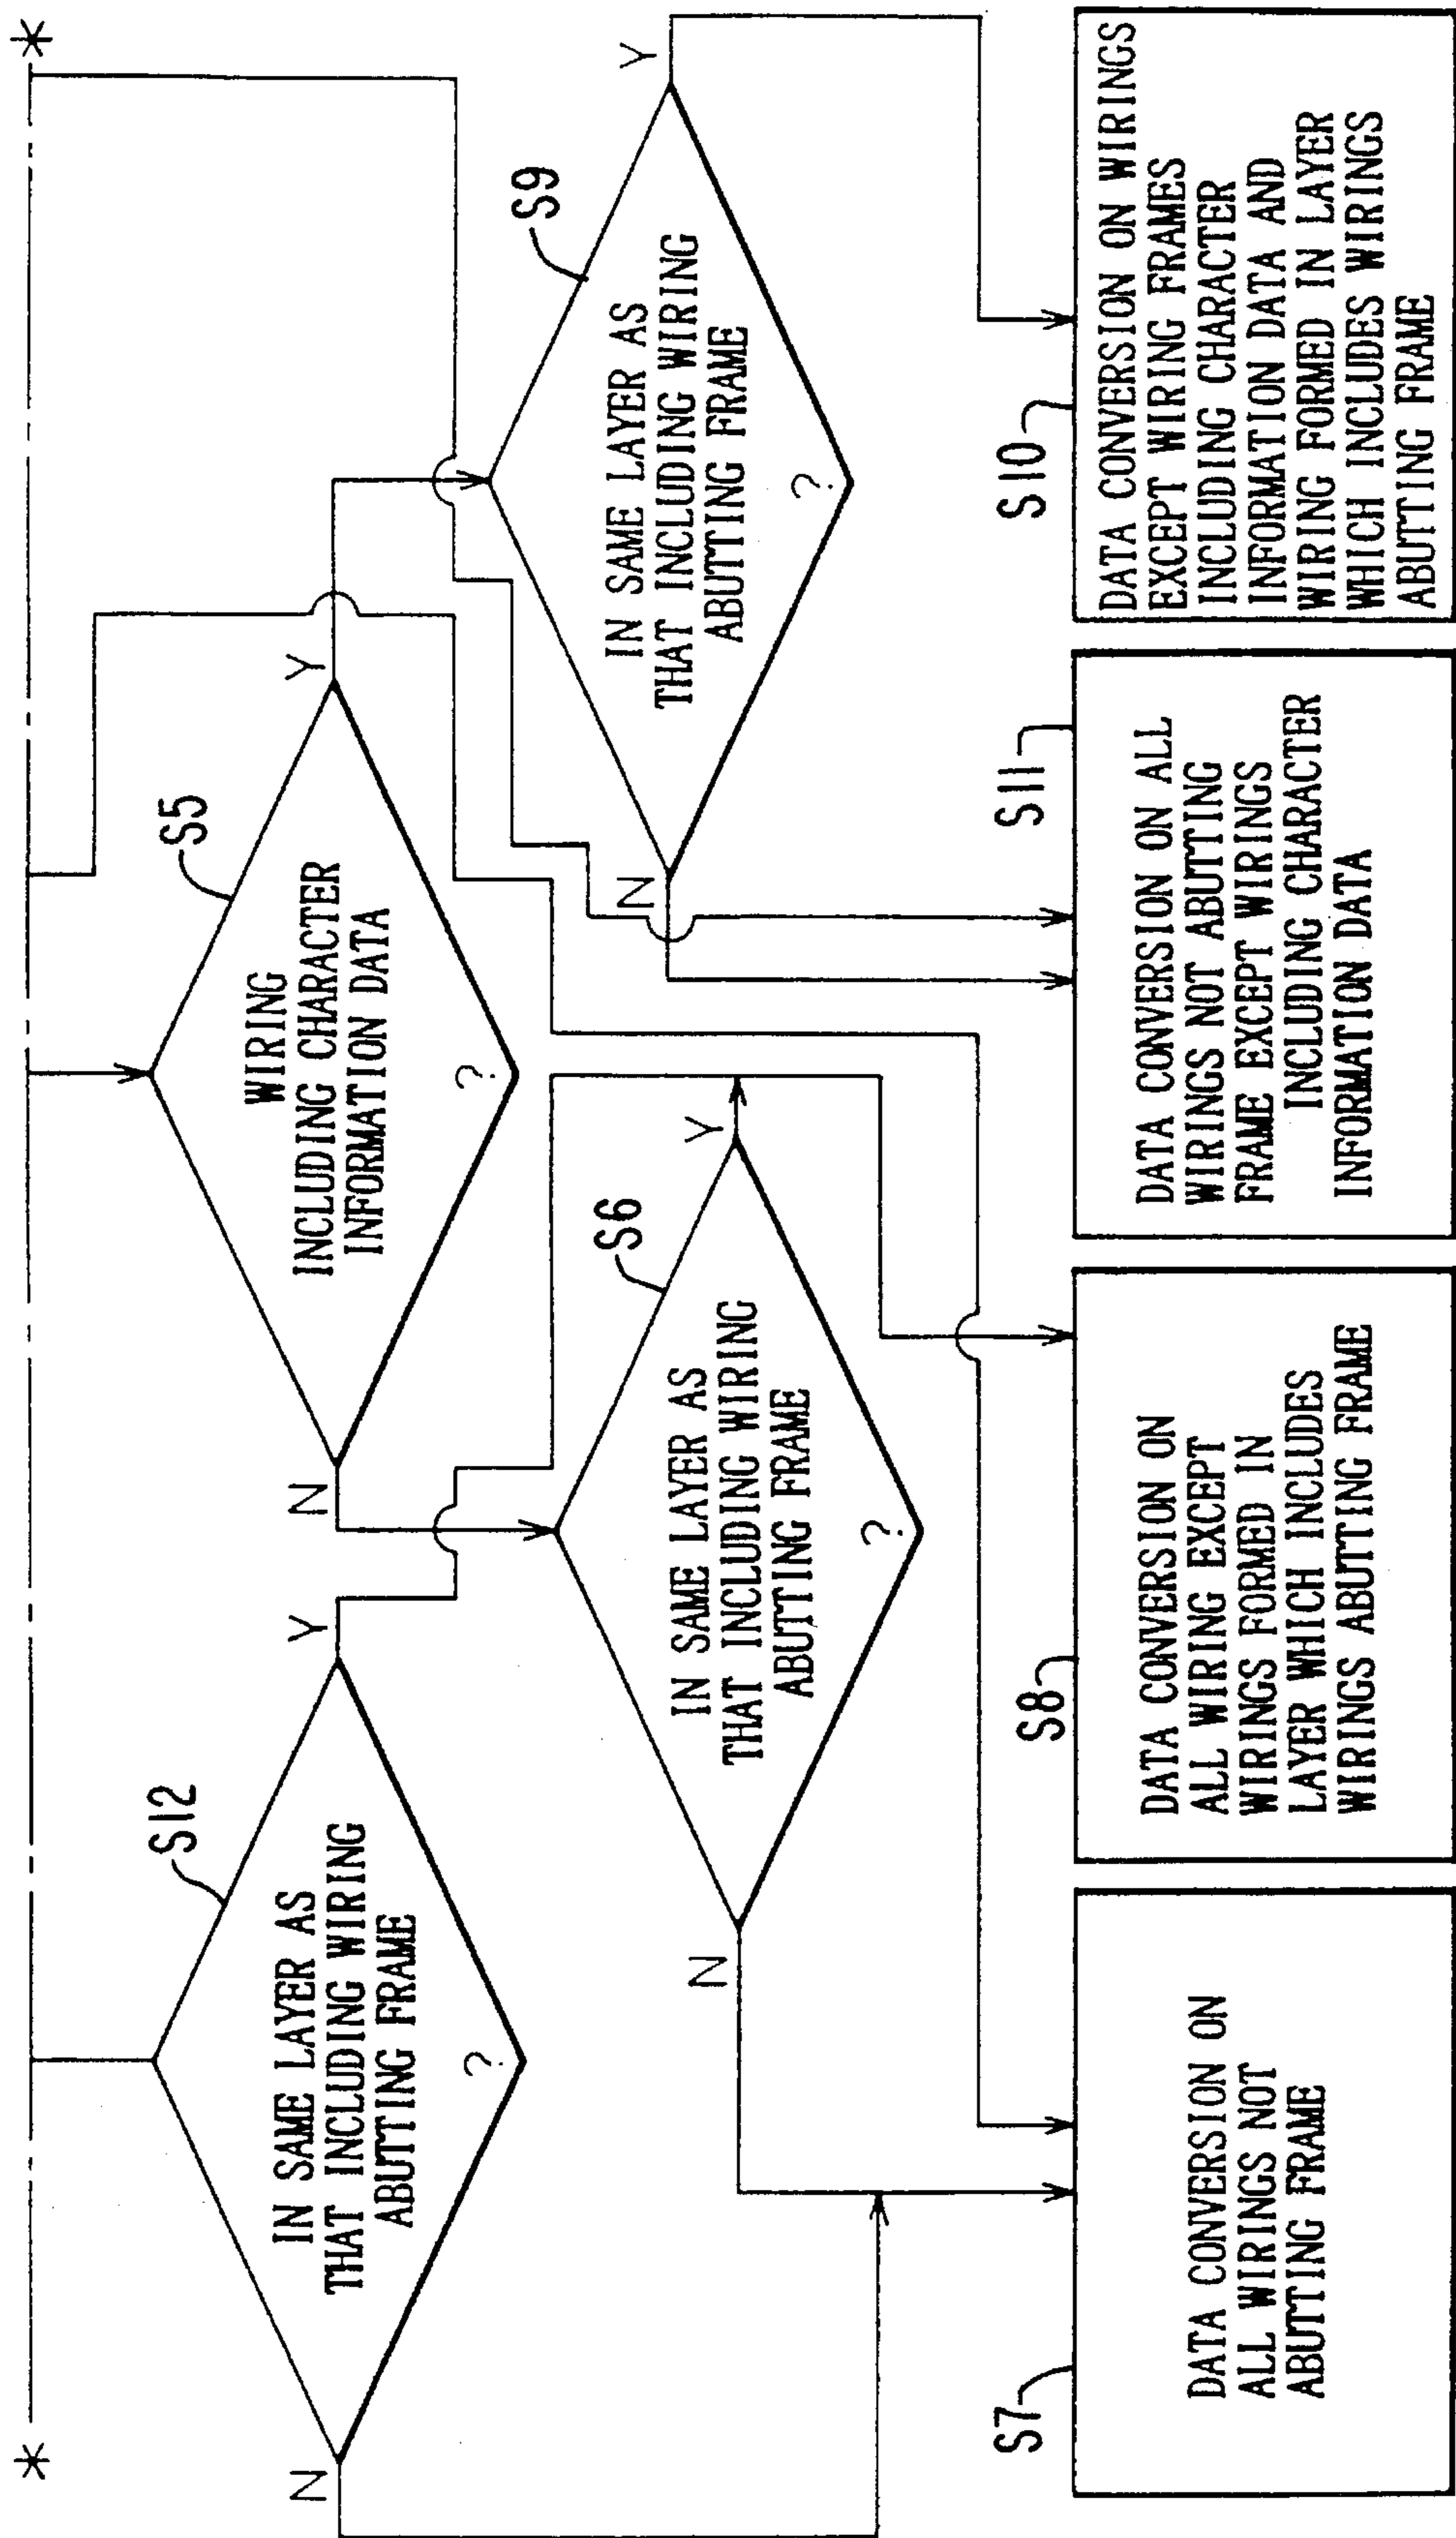 *
*
S12
IN SAME LAYER AS
THAT INCLUDING WIRING
ABUTTING FRAME
?
N
Y
S5
WIRING
INCLUDING CHARACTER
INFORMATION DATA
?
N
Y
S6
IN SAME LAYER AS
THAT INCLUDING WIRING
ABUTTING FRAME
?
N
Y
S9
IN SAME LAYER AS
THAT INCLUDING WIRING
ABUTTING FRAME
?
N
Y
S7
DATA CONVERSION ON
ALL WIRINGS NOT
ABUTTING FRAME
S8
DATA CONVERSION ON
ALL WIRING EXCEPT
WIRINGS FORMED IN
LAYER WHICH INCLUDES
WIRINGS ABUTTING FRAME
S11
DATA CONVERSION ON ALL
WIRINGS NOT ABUTTING
FRAME EXCEPT WIRINGS
INCLUDING CHARACTER
INFORMATION DATA
S10
DATA CONVERSION ON WIRINGS
EXCEPT WIRING FRAMES
INCLUDING CHARACTER
INFORMATION DATA AND
WIRING FORMED IN LAYER
WHICH INCLUDES WIRINGS
ABUTTING FRAME